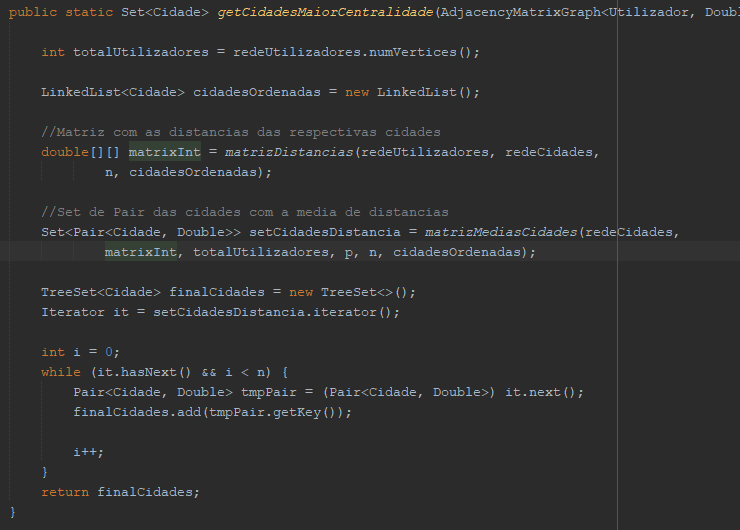 public static Set<Cidade> getCidadesMaiorCentralidade(AdjacencyMatrixGraph<Utilizador, Doubl
int totalUtilizadores = redeUtilizadores.numVertices();
LinkedList<Cidade> cidadesOrdenadas = new LinkedList();
//Matriz com as distancias das respectivas cidades
double[][] matrixInt = matrizDistancias(redeUtilizadores, redeCidades,
n, cidadesOrdenadas);
//Set de Pair das cidades com a media de distancias
Set<Pair<Cidade, Double>> setCidadesDistancia = matrizMediasCidades(redeCidades,
matrixInt, totalUtilizadores, p, n, cidadesOrdenadas);
TreeSet<Cidade> finalCidades = new TreeSet<>();
Iterator it = setCidadesDistancia.iterator();
int i = 0;
while (it.hasNext() && i < n) {
Pair<Cidade, Double> tmpPair = (Pair<Cidade, Double>) it.next();
finalCidades.add(tmpPair.getKey());
i++;
}
return finalCidades;
}